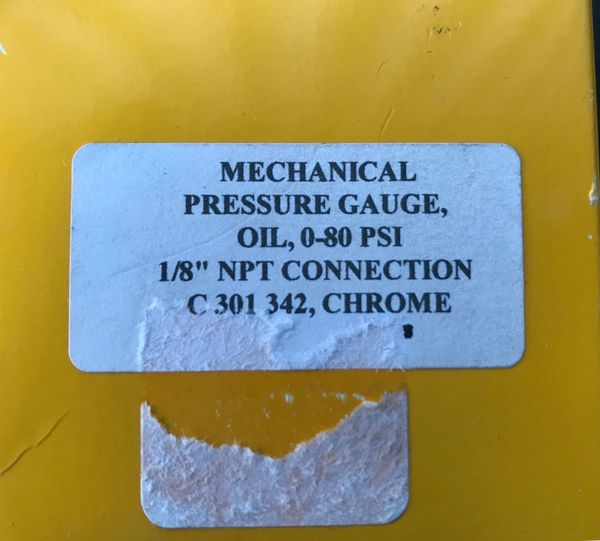 MECHANICAL
PRESSURE GAUGE,
OIL, 0-80 PSI
1/8" NPT CONNECTION
C 301 342, CHROME